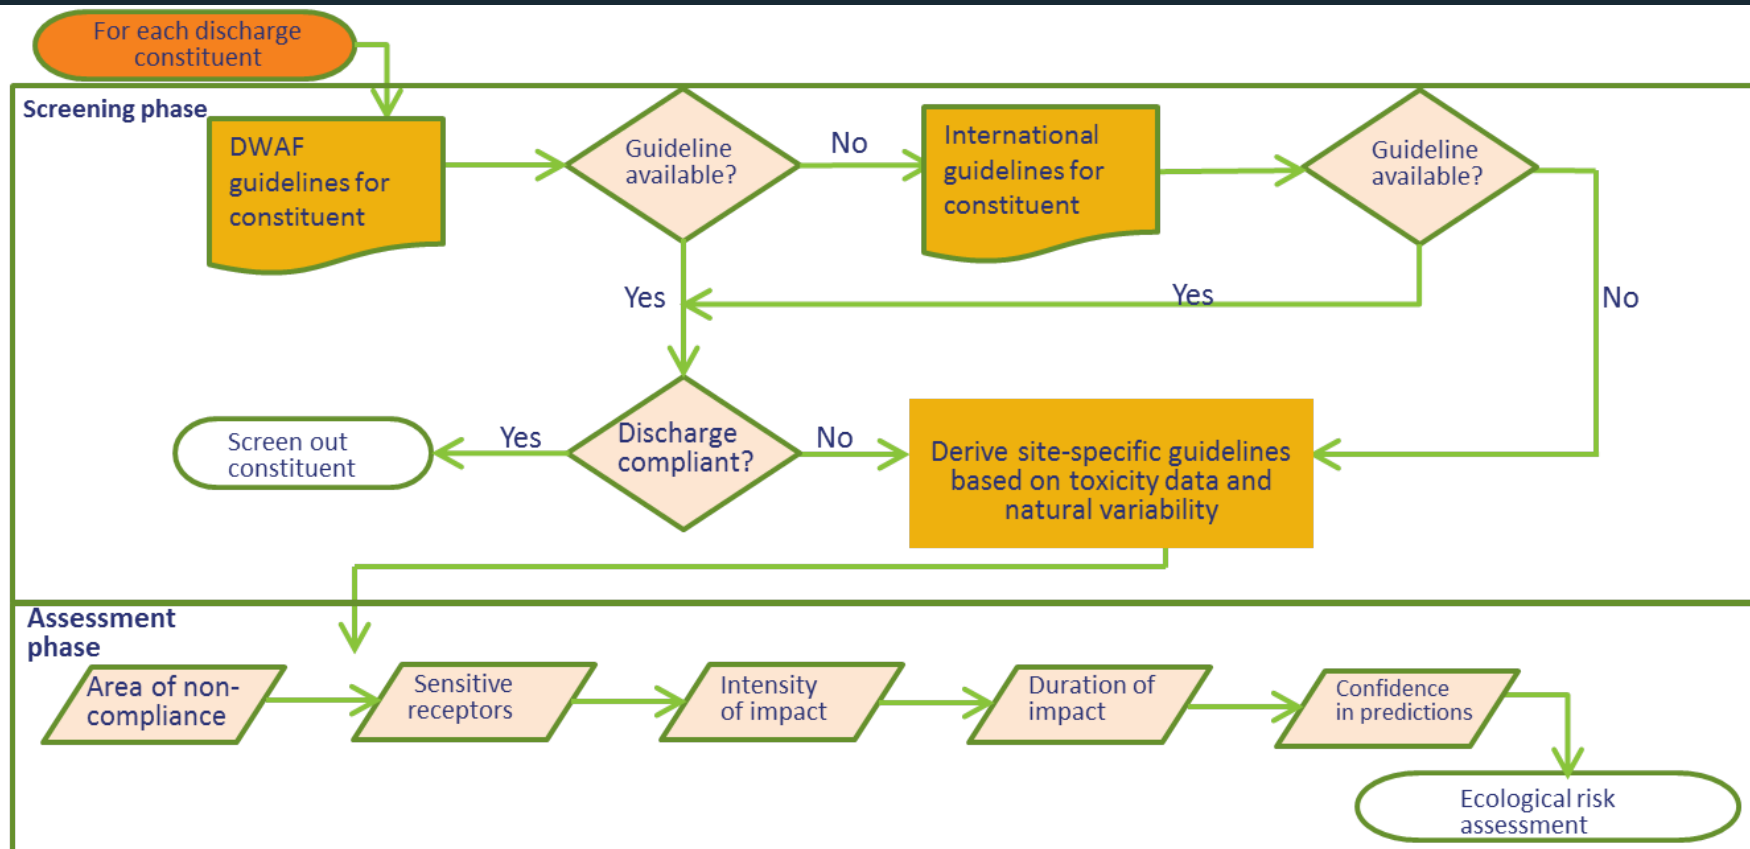 For each discharge
constituent
Screening phase
DWAF
guidelines for
constituent
Guideline
available?
No
International
guidelines for
constituent
Guideline
available?
Yes
Yes
No
Screen out
constituent
Yes
Discharge
compliant?
No
Derive site-specific guidelines
based on toxicity data and
natural variability
Assessment
phase
Area of non-
compliance
Sensitive
receptors
Intensity
of impact
Duration of
impact
Confidence
in predictions
Ecological risk
assessment